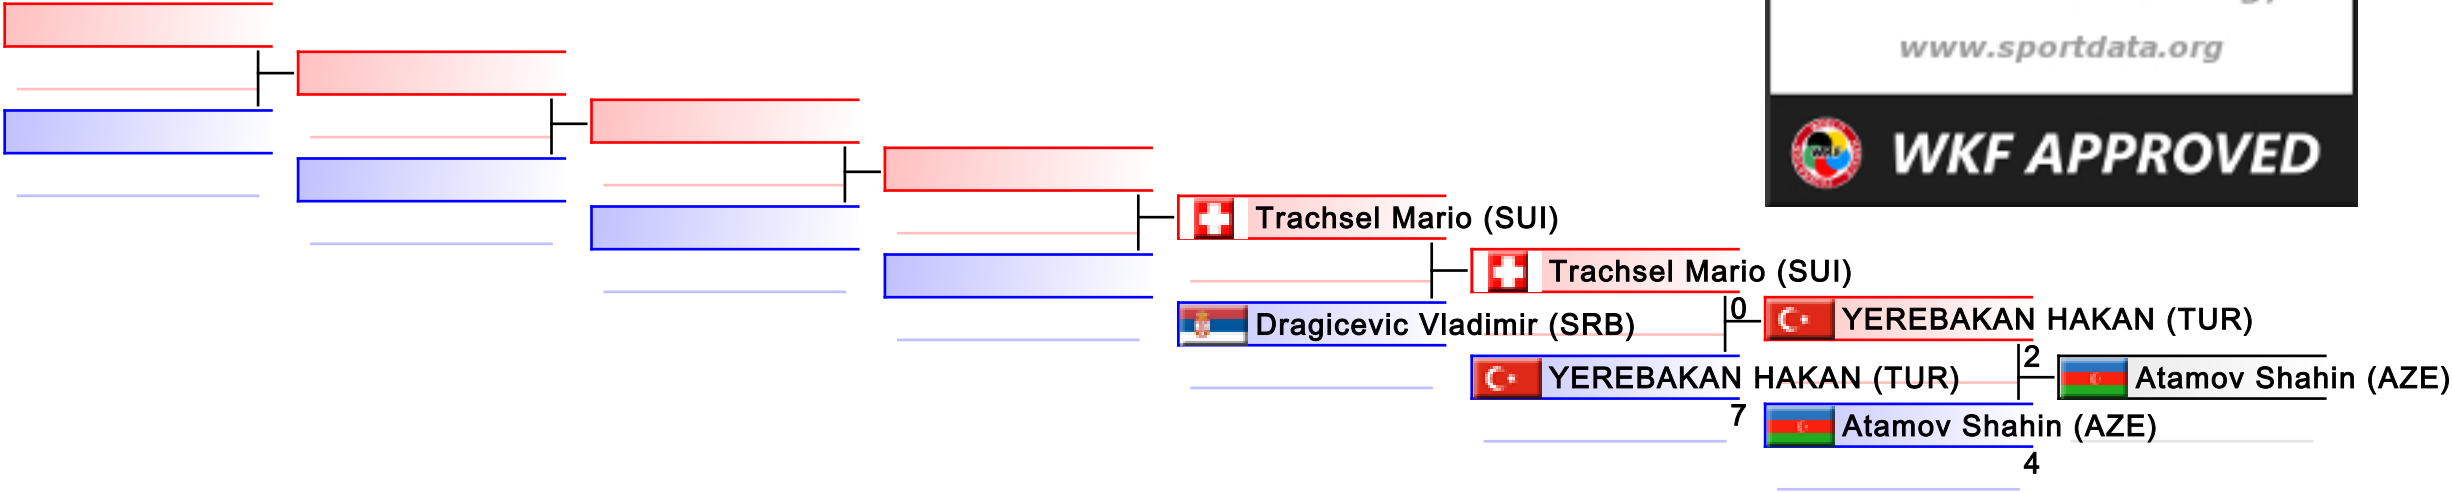 www.sportdata.org
WKF APPROVED
Trachsel Mario (SUI)
Trachsel Mario (SUI)
0
YEREBAKAN HAKAN (TUR)
Dragicevic Vladimir (SRB)
2
YEREBAKAN HAKAN (TUR)
Atamov Shahin (AZE)
7
Atamov Shahin (AZE)
4